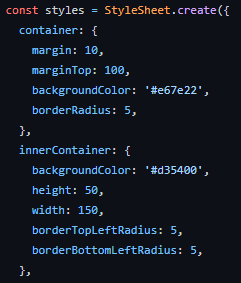 const styles = StyleSheet.create({
  container: {
    margin: 10,
    marginTop: 100,
    backgroundColor: '#e67e22',
    borderRadius: 5,
  },
  innerContainer: {
    backgroundColor: '#d35400',
    height: 50,
    width: 150,
    borderTopLeftRadius: 5,
    borderBottomLeftRadius: 5,
  },